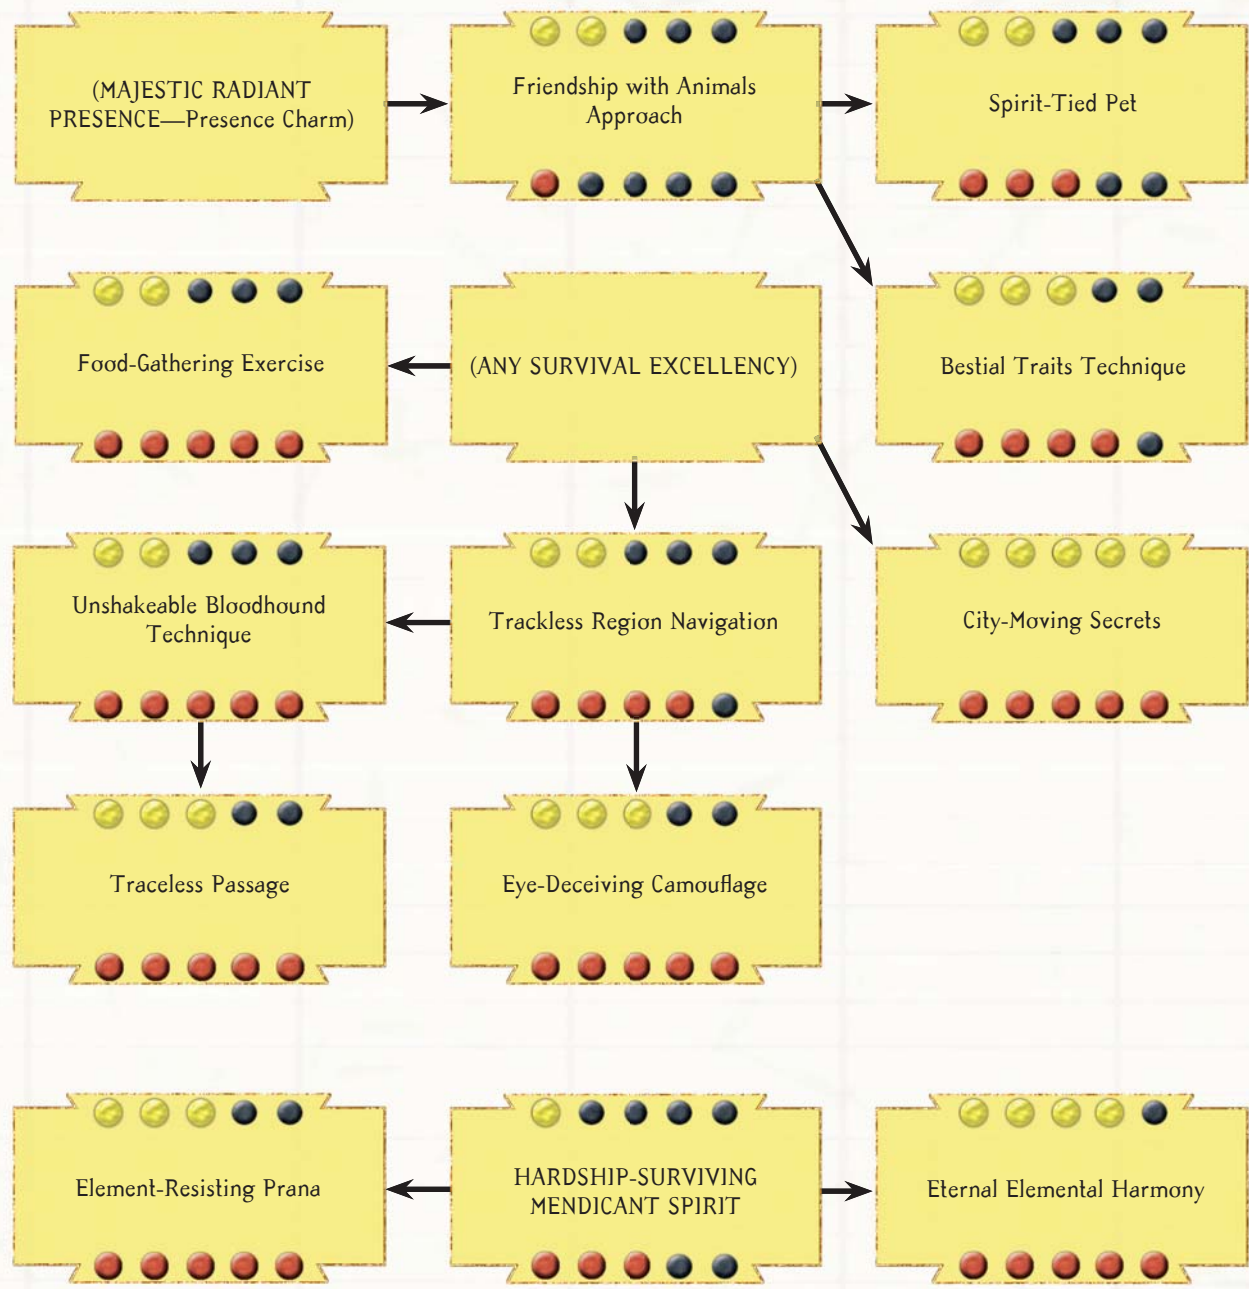 (MAJESTIC RADIANT
PRESENCE—Presence Charm)
Friendship with Animals
Approach
Spirit-Tied Pet
Food-Gathering Exercise
(ANY SURVIVAL EXCELLENCY)
Bestial Traits Technique
Unshakeable Bloodhound
Technique
Trackless Region Navigation
City-Moving Secrets
Traceless Passage
Eye-Deceiving Camouflage
Element-Resisting Prana
HARDSHIP-SURVIVING
MENDICANT SPIRIT
Eternal Elemental Harmony